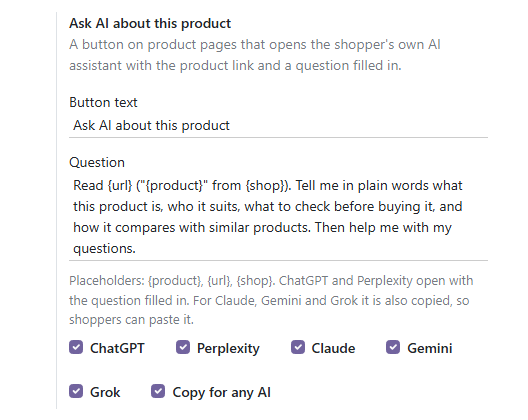 Ask AI about this product
A button on product pages that opens the shopper's own AI
assistant with the product link and a question filled in.
Button text
Ask AI about this product
Question
Read {url} ("{product}" from {shop}). Tell me in plain words what
this product is, who it suits, what to check before buying it, and
how it compares with similar products. Then help me with my
questions.
Placeholders: {product}, {url}, {shop}. ChatGPT and Perplexity open with
the question filled in. For Claude, Gemini and Grok it is also copied, so
shoppers can paste it.
ChatGPT Perplexity Claude Gemini
Grok Copy for any AI